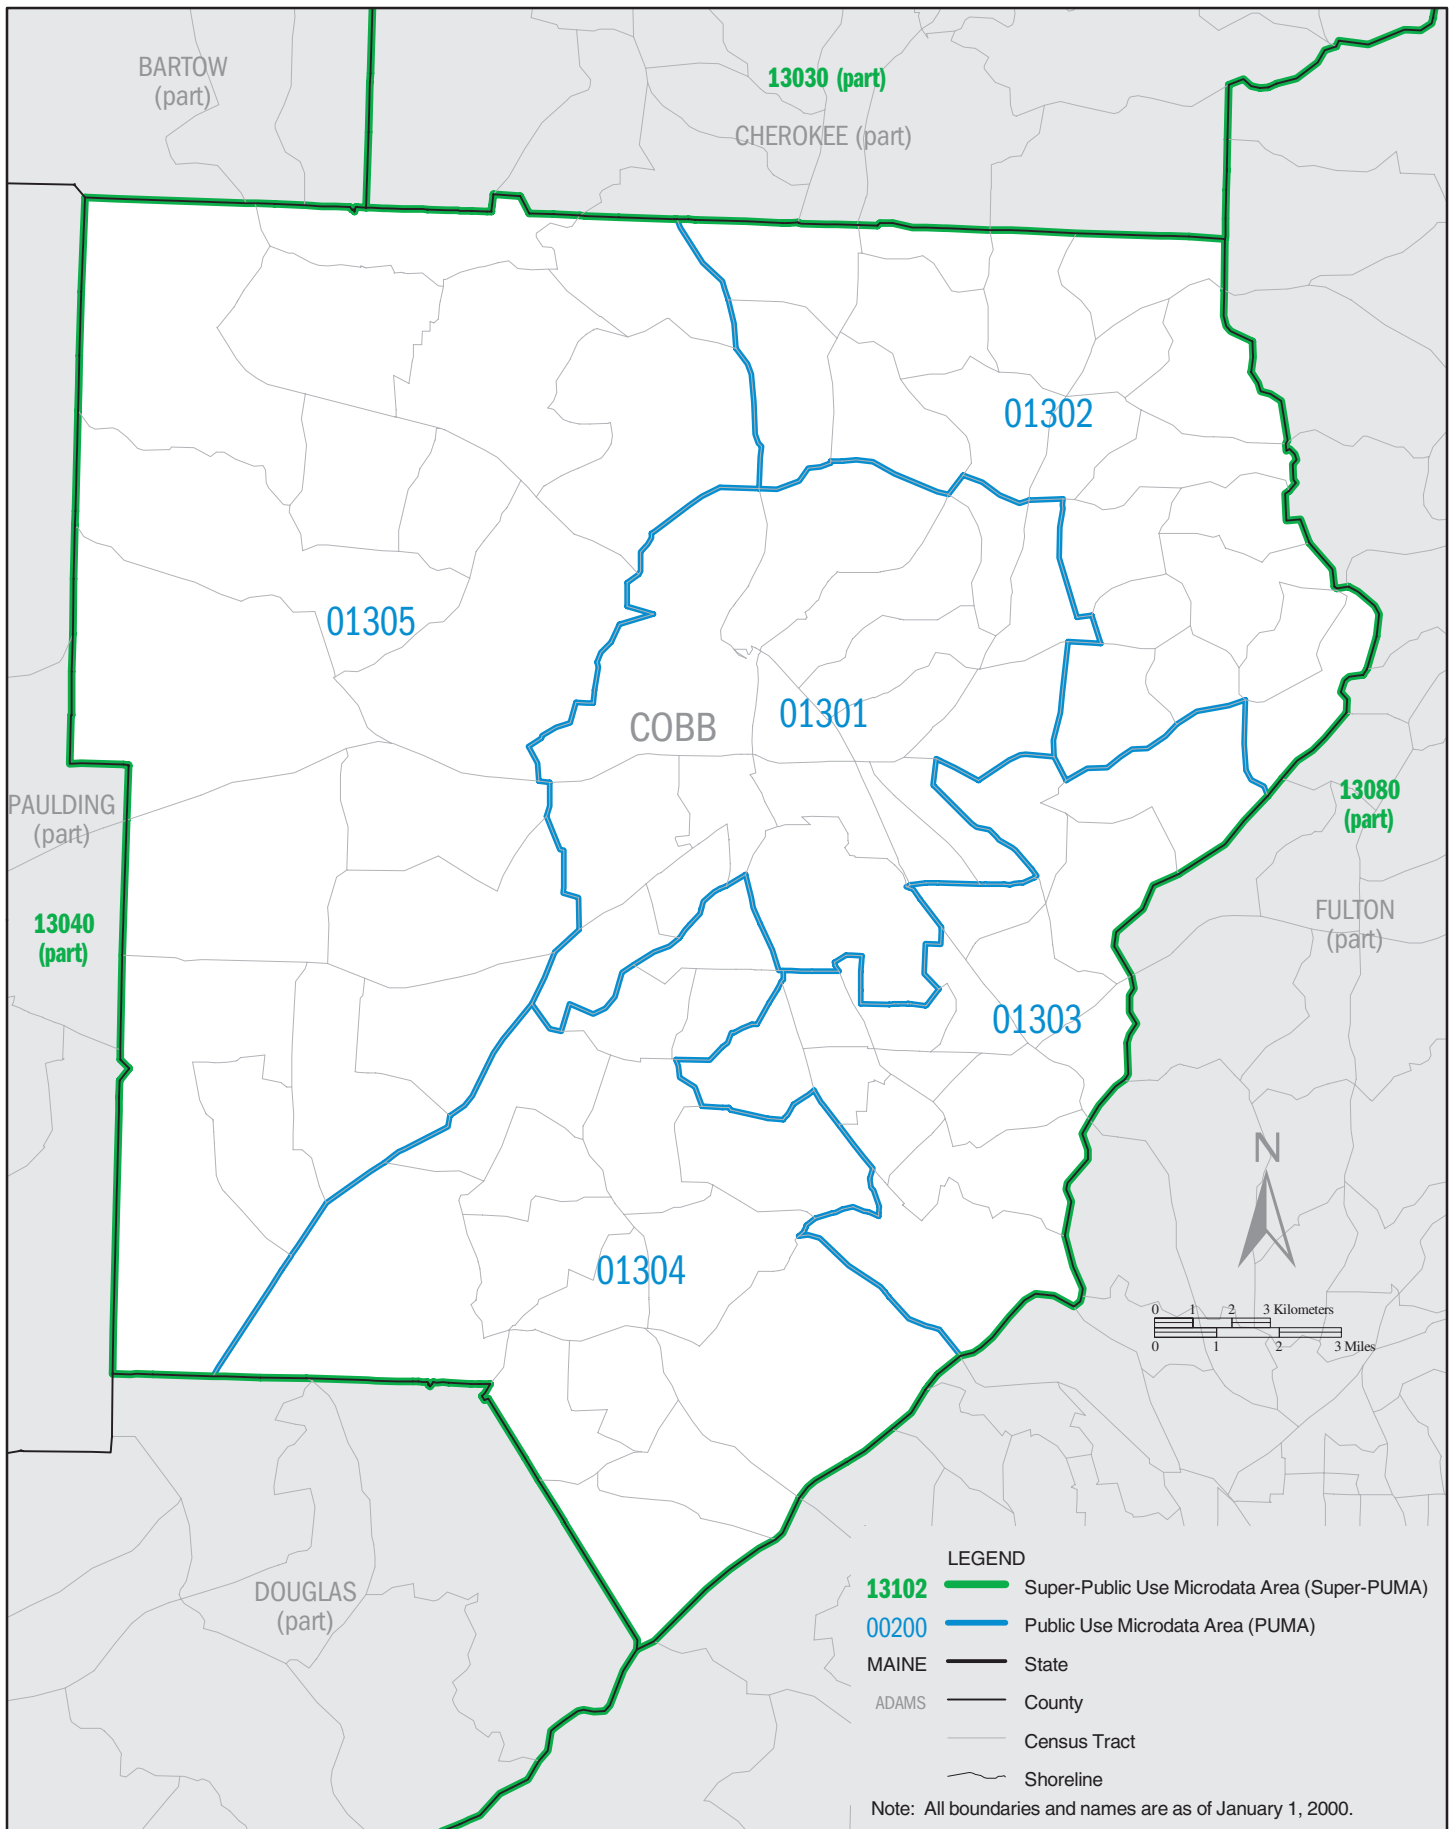 BARTOW
(part)
13030 (part)
CHEROKEE (part)
01302
01305
COBB
01301
PAULDING
(part)
13080
(part)
13040
(part)
FULTON
(part)
01303
N
01304
0 1 2 3 Kilometers
0 1 2 3 Miles
DOUGLAS
(part)
LEGEND
13102 Super-Public Use Microdata Area (Super-PUMA)
00200 Public Use Microdata Area (PUMA)
MAINE State
ADAMS County
Census Tract
Shoreline
Note: All boundaries and names are as of January 1, 2000.